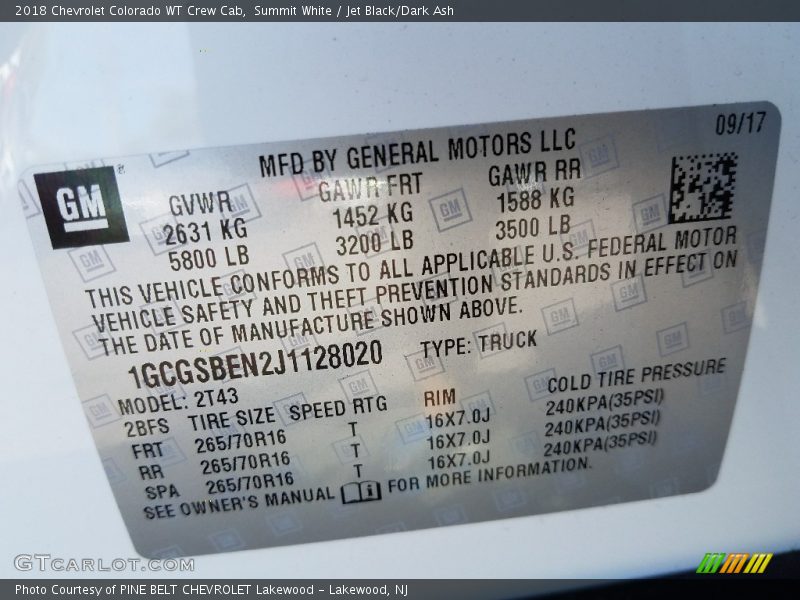 2018 Chevrolet Colorado WT Crew Cab, Summit White / Jet Black/Dark Ash
09/17
MFD BY GENERAL MOTORS LLC
GM
GVWR GAWR FRT GAWR RR
2631 KG 1452 KG 1588 KG
5800 LB 3200 LB 3500 LB
THIS VEHICLE CONFORMS TO ALL APPLICABLE U.S. FEDERAL MOTOR
VEHICLE SAFETY AND THEFT PREVENTION STANDARDS IN EFFECT ON
THE DATE OF MANUFACTURE SHOWN ABOVE.
1GCGSBEN2J1128020 TYPE: TRUCK
MODEL: 2T43
2BFS TIRE SIZE SPEED RTG RIM COLD TIRE PRESSURE
FRT 265/70R16 T 16X7.0J 240KPA(35PSI)
RR 265/70R16 T 16X7.0J 240KPA(35PSI)
SPA 265/70R16 T 16X7.0J 240KPA(35PSI)
SEE OWNER'S MANUAL FOR MORE INFORMATION.
GTCARLOT.COM
Photo Courtesy of PINE BELT CHEVROLET Lakewood - Lakewood, NJ